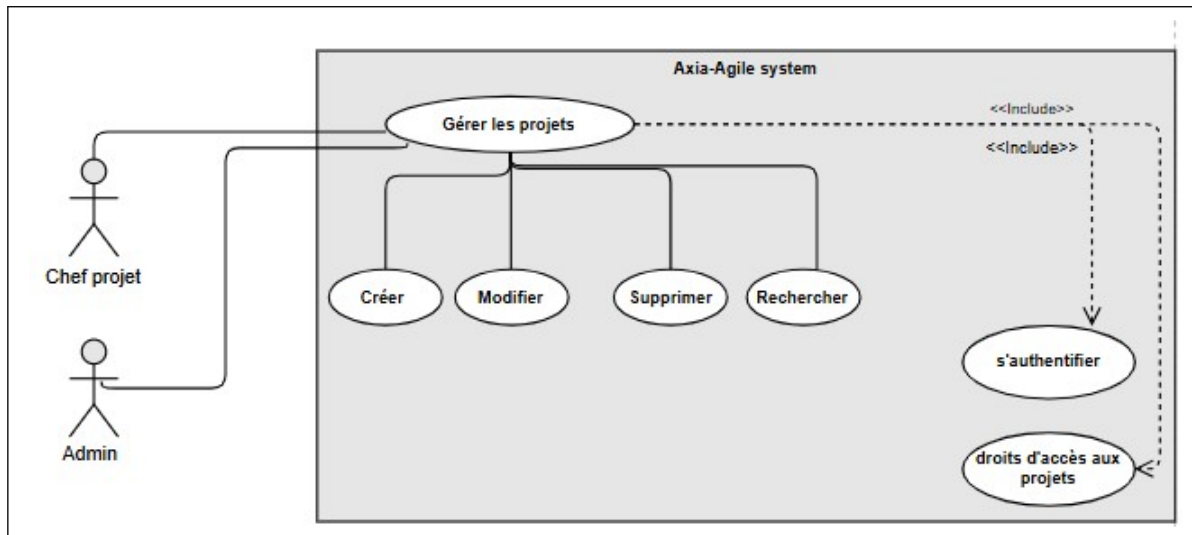 Axia-Agile system
<<Include>>
Gérer les projets
<<Include>>
Chef projet
Créer
Modifier
Supprimer
Rechercher
s'authentifier
Admin
droits d'accès aux
projets